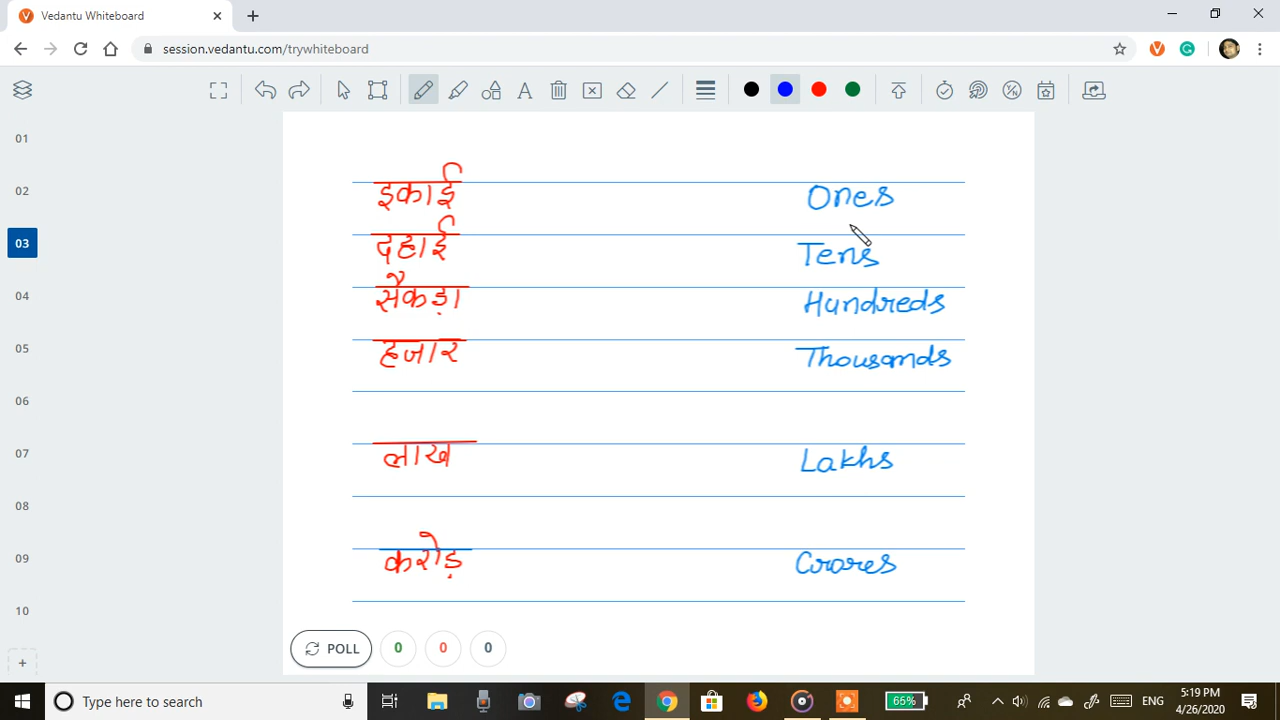 Vedantu Whiteboard
session.vedantu.com/trywhiteboard
01
02
03
04
05
06
07
08
09
10
इकाई Ones
दहाई Tens
सैकड़ा Hundreds
हजार Thousands
लाख Lakhs
करोड़ Crores
POLL 0 0 0
Type here to search
65%
ENG
5:19 PM
4/26/2020